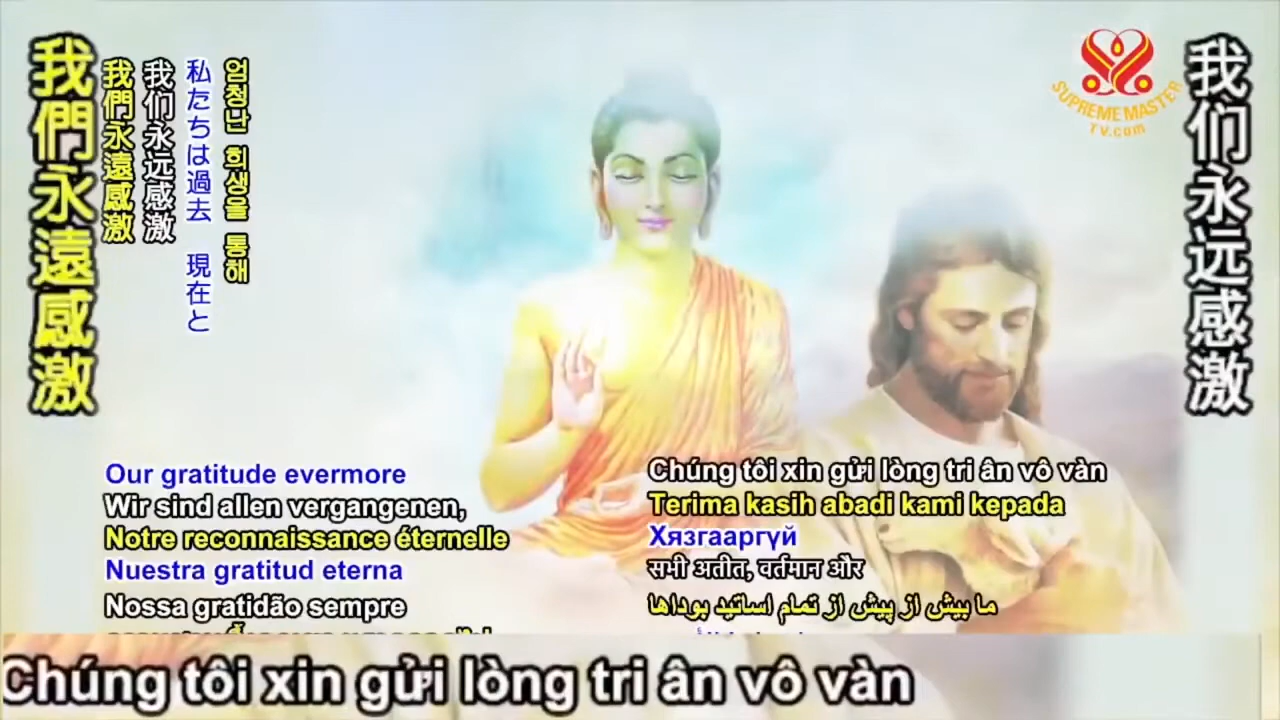 我們永遠感激
我們永遠感激
我们永远感激
私たちは過去 現在と
엄청난 희생을 통해
SUPREME MASTER
TV.com
我们永远感激
Our gratitude evermore
Wir sind allen vergangenen,
Notre reconnaissance éternelle
Nuestra gratitud eterna
Nossa gratidão sempre
Chúng tôi xin gửi lòng tri ân vô vàn
Terima kasih abadi kami kepada
Хязгааргүй
सभी अतीत, वर्तमान और
ما بیش از پیش از تمام اساتید بوداها
Chúng tôi xin gửi lòng tri ân vô vàn